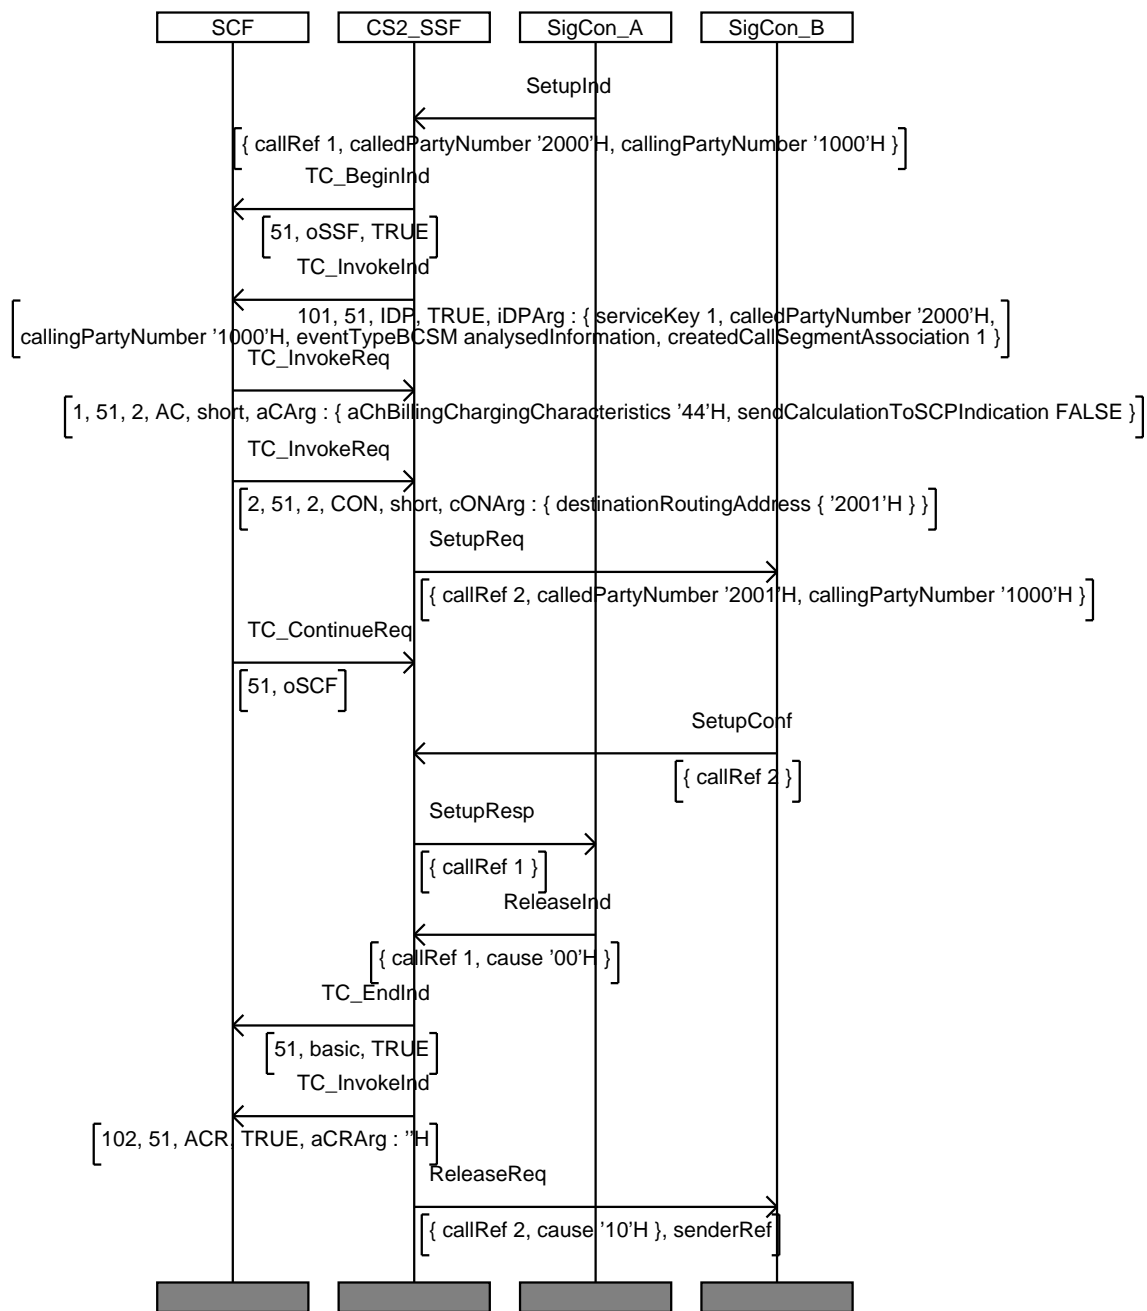 SCF CS2_SSF SigCon_A SigCon_B
SetupInd
{ callRef 1, calledPartyNumber '2000'H, callingPartyNumber '1000'H }
TC_BeginInd
51, oSSF, TRUE
TC_InvokeInd
101, 51, IDP, TRUE, iDPArg : { serviceKey 1, calledPartyNumber '2000'H,
callingPartyNumber '1000'H, eventTypeBCSM analysedInformation, createdCallSegmentAssociation 1 }
TC_InvokeReq
1, 51, 2, AC, short, aCArg : { aChBillingChargingCharacteristics '44'H, sendCalculationToSCPIndication FALSE }
TC_InvokeReq
2, 51, 2, CON, short, cONArg : { destinationRoutingAddress { '2001'H } }
SetupReq
{ callRef 2, calledPartyNumber '2001'H, callingPartyNumber '1000'H }
TC_ContinueReq
51, oSCF
SetupConf
{ callRef 2 }
SetupResp
{ callRef 1 }
ReleaseInd
{ callRef 1, cause '00'H }
TC_EndInd
51, basic, TRUE
TC_InvokeInd
102, 51, ACR, TRUE, aCRArg : ''H
ReleaseReq
{ callRef 2, cause '10'H }, senderRef